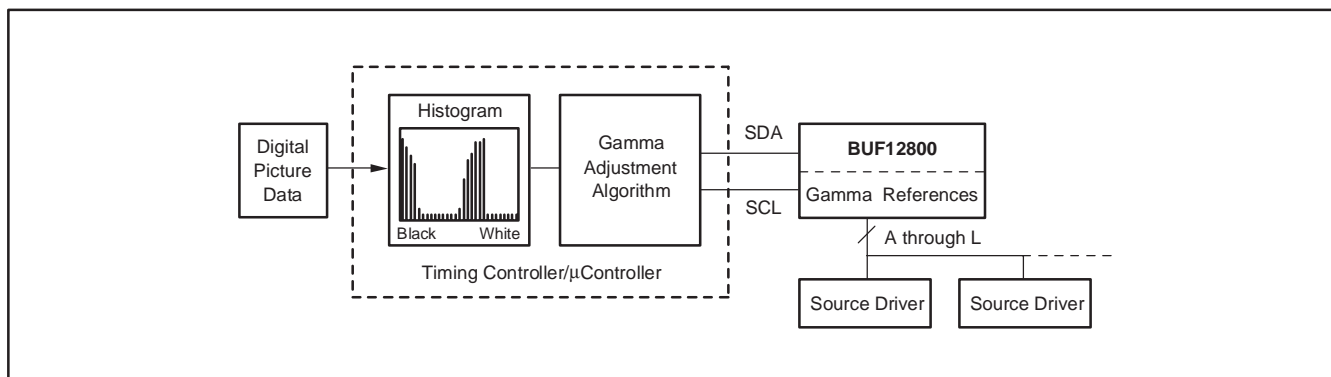 Digital
Picture
Data
Histogram
Black White
Gamma
Adjustment
Algorithm
Timing Controller/μController
SDA
SCL
BUF12800
Gamma References
A through L
Source Driver
Source Driver